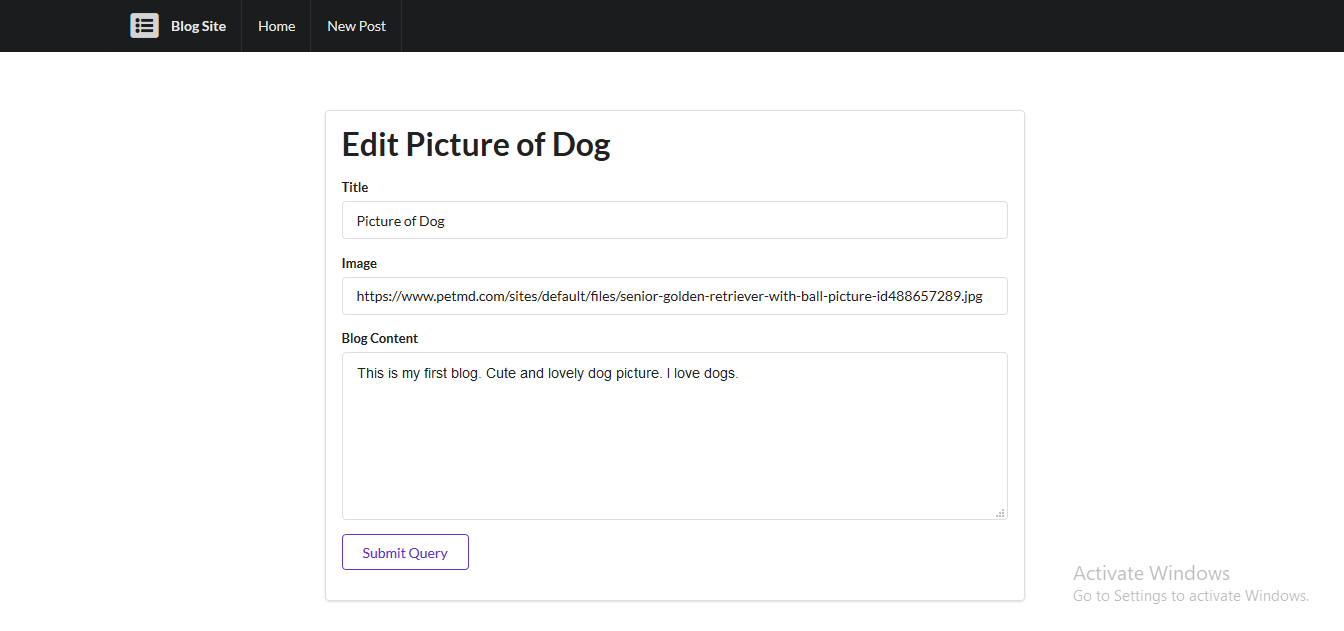 Blog Site Home New Post
Edit Picture of Dog
Title
Picture of Dog
Image
https://www.petmd.com/sites/default/files/senior-golden-retriever-with-ball-picture-id488657289.jpg
Blog Content
This is my first blog. Cute and lovely dog picture. I love dogs.
Submit Query
Activate Windows
Go to Settings to activate Windows.